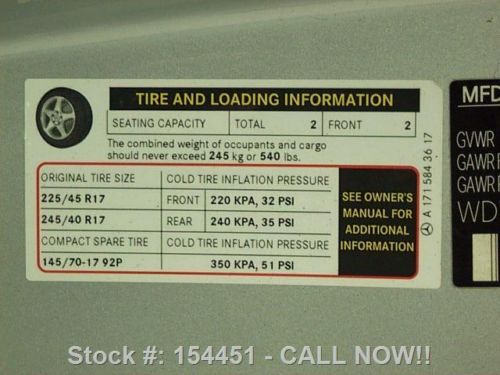 TIRE AND LOADING INFORMATION
SEATING CAPACITY TOTAL 2 FRONT 2
The combined weight of occupants and cargo
should never exceed 245 kg or 540 lbs.
ORIGINAL TIRE SIZE COLD TIRE INFLATION PRESSURE
225/45 R17 FRONT 220 KPA, 32 PSI
245/40 R17 REAR 240 KPA, 35 PSI
COMPACT SPARE TIRE COLD TIRE INFLATION PRESSURE
145/70-17 92P 350 KPA, 51 PSI
SEE OWNER'S
MANUAL FOR
ADDITIONAL
INFORMATION
A 171 584 36 17
MFD
GVWR
GAWR
GAWR
WD
Stock #: 154451 - CALL NOW!!